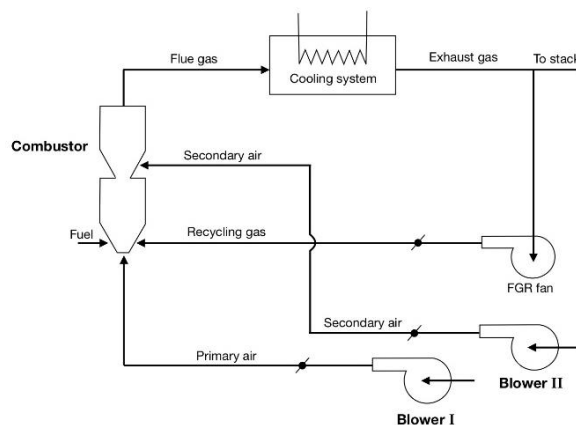 Flue gas
Cooling system
Exhaust gas
To stack
Combustor
Secondary air
Fuel
Recycling gas
FGR fan
Secondary air
Primary air
Blower II
Blower I